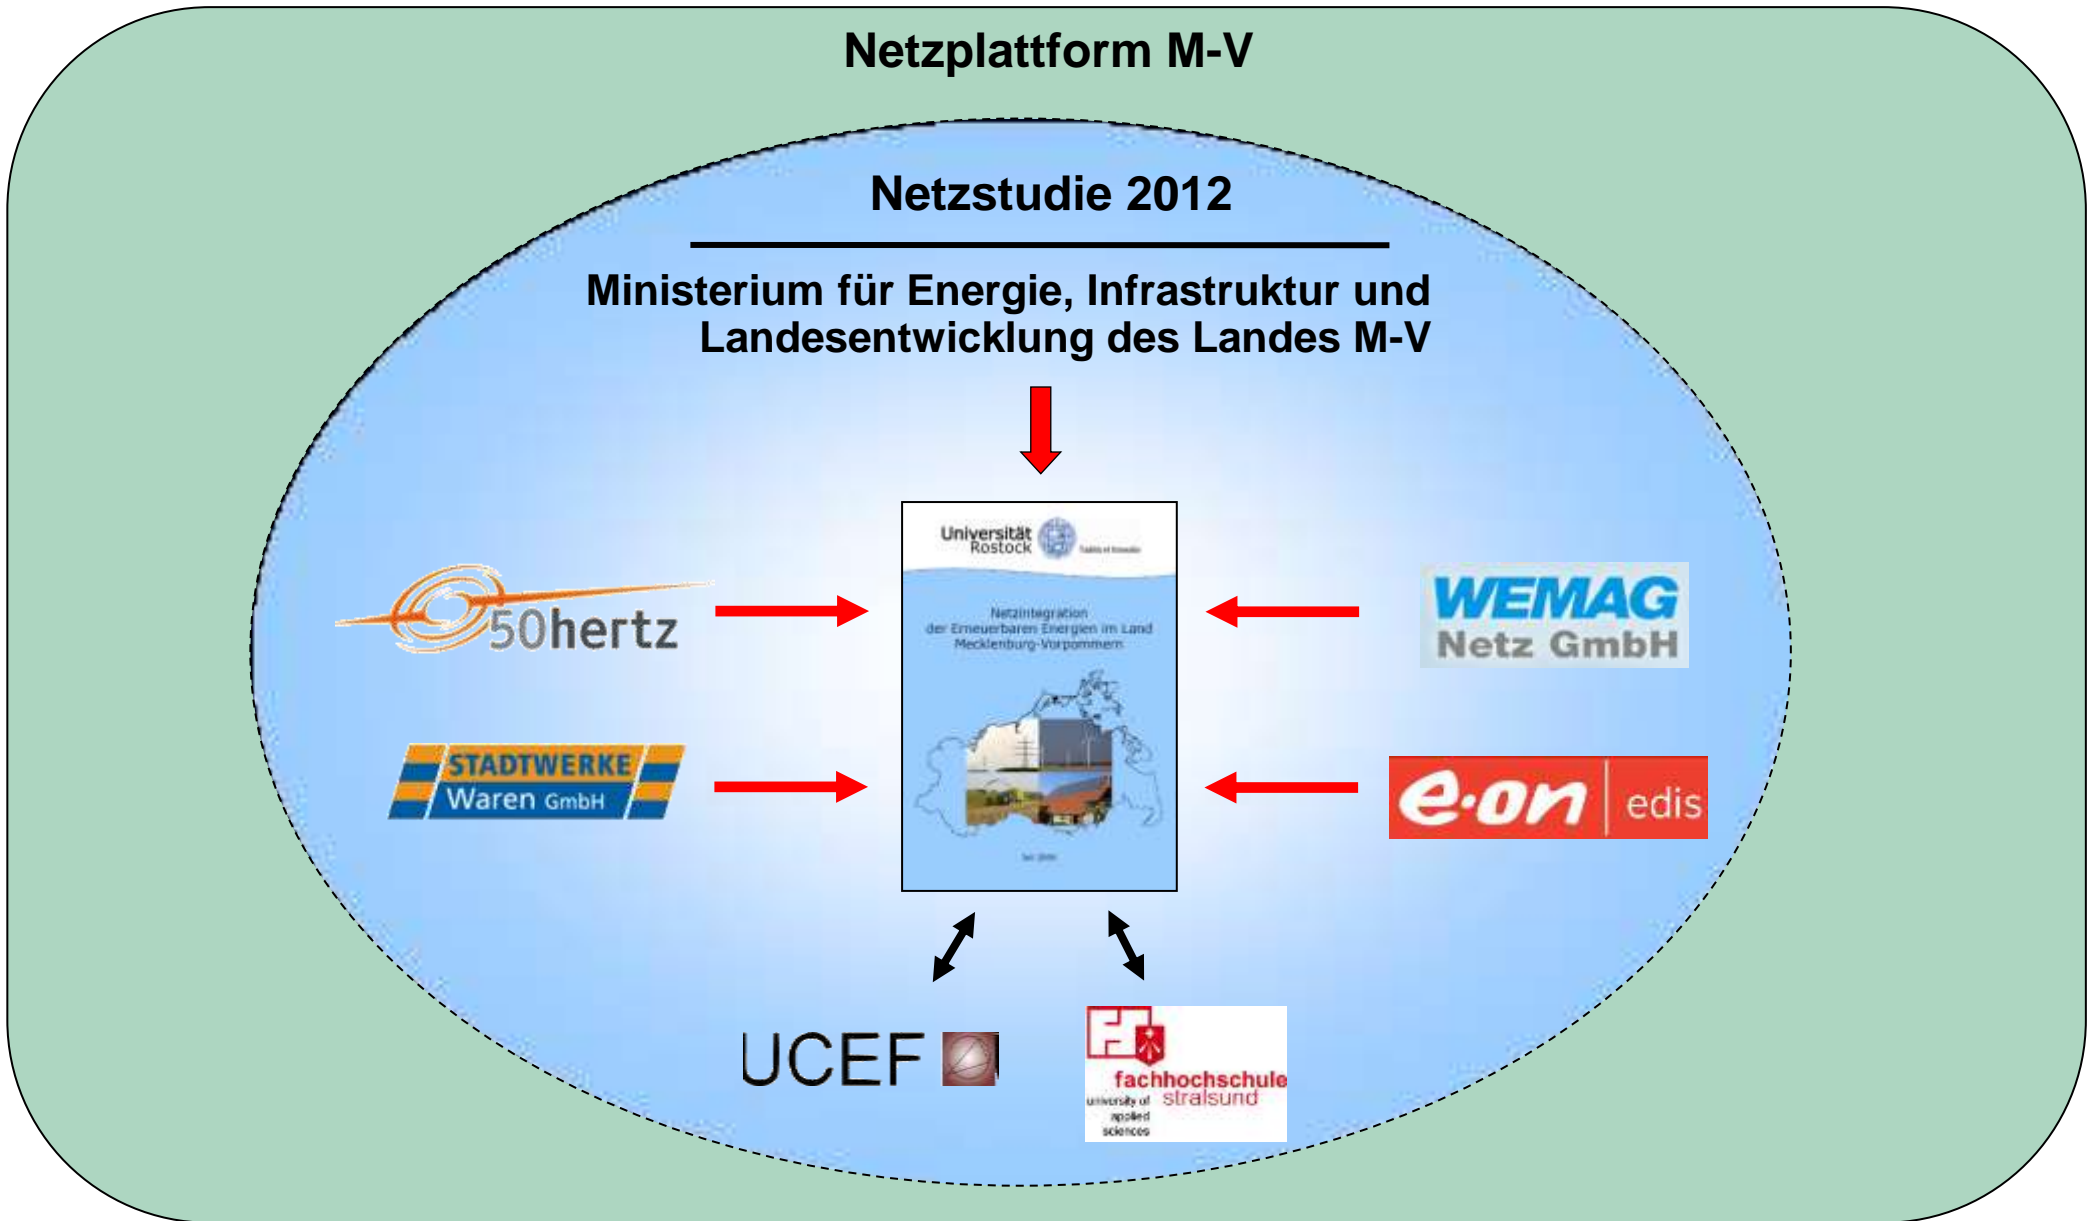 Netzplattform M-V
Netzstudie 2012
Ministerium für Energie, Infrastruktur und
Landesentwicklung des Landes M-V
Universität
Rostock
Netzintegration
der Erneuerbaren Energien im Land
Mecklenburg-Vorpommern
50hertz
WEMAG
Netz GmbH
STADTWERKE
Waren GmbH
e·on | edis
UCEF
fachhochschule
stralsund
university of
applied
sciences